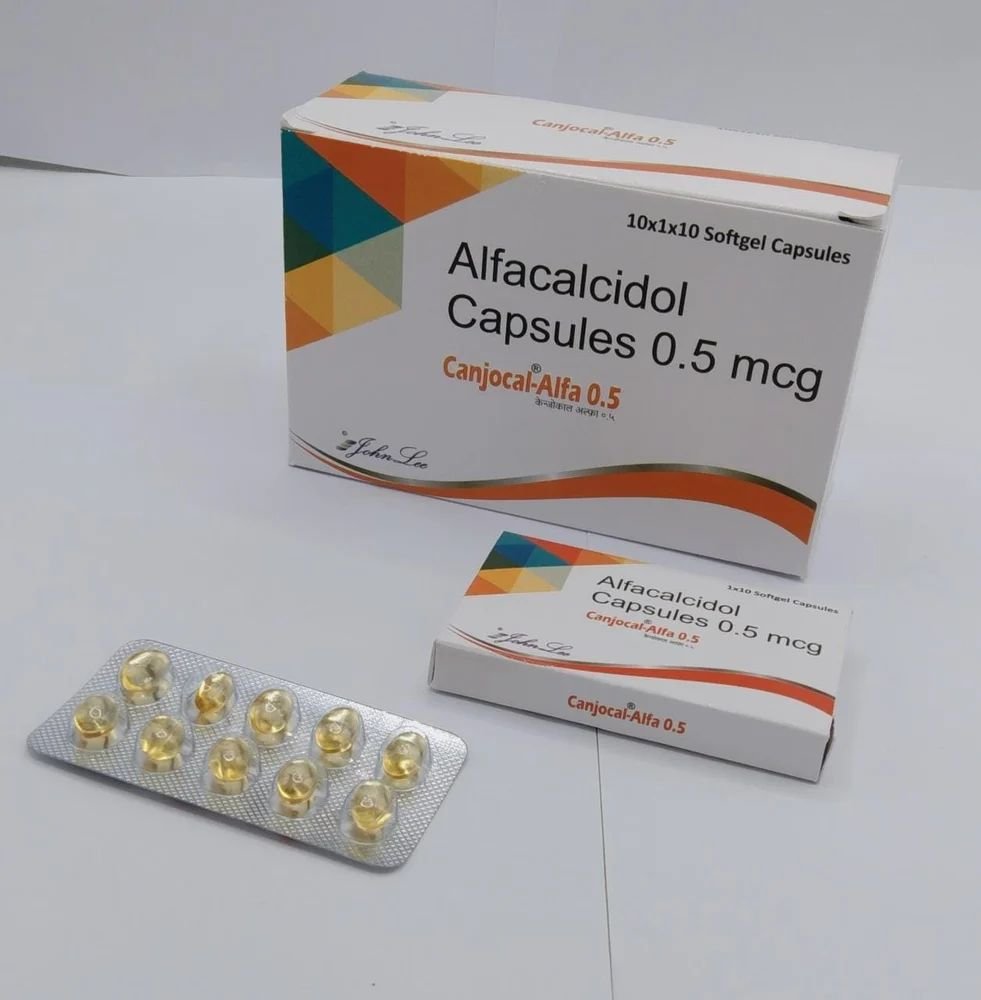 John Lee
Canjocal®-Alfa 0.5
10x1x10 Softgel Capsules
Alfacalcidol
Capsules 0.5 mcg
Canjocal®-Alfa 0.5
केन्जोकाल अल्फा ०.५
John Lee
1x10 Softgel Capsules
Alfacalcidol
Capsules 0.5 mcg
Canjocal®-Alfa 0.5
John Lee
Canjocal®-Alfa 0.5